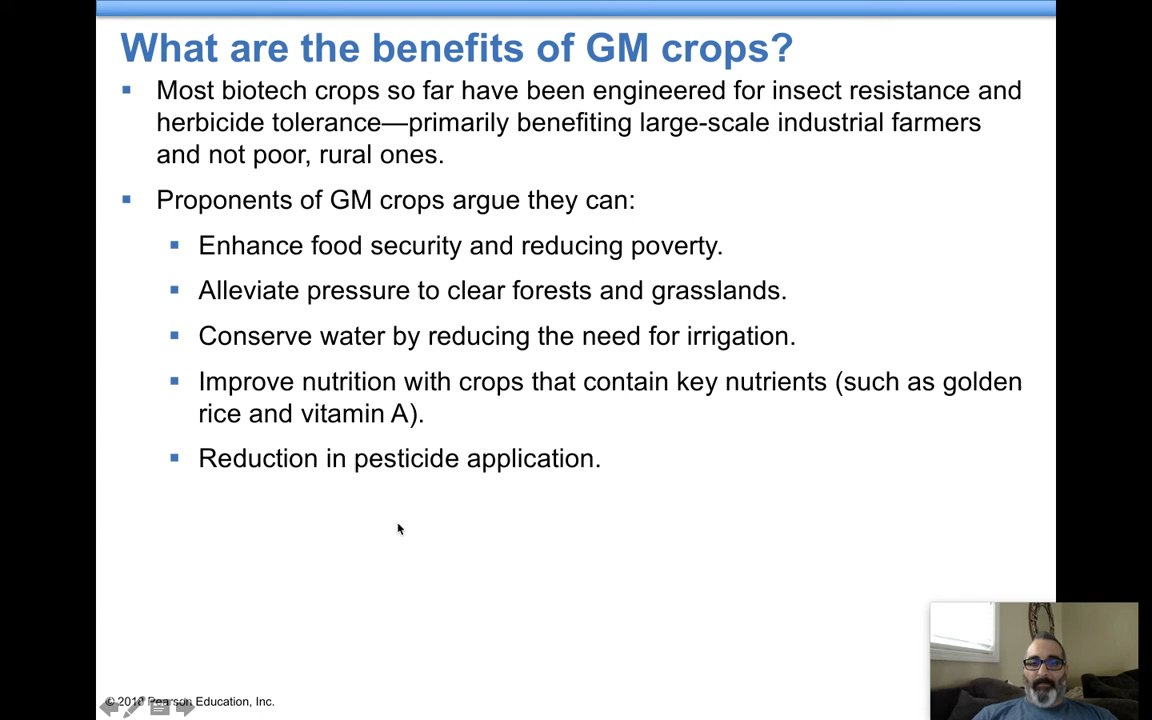 What are the benefits of GM crops?
Most biotech crops so far have been engineered for insect resistance and
herbicide tolerance—primarily benefiting large-scale industrial farmers
and not poor, rural ones.
Proponents of GM crops argue they can:
Enhance food security and reducing poverty.
Alleviate pressure to clear forests and grasslands.
Conserve water by reducing the need for irrigation.
Improve nutrition with crops that contain key nutrients (such as golden
rice and vitamin A).
Reduction in pesticide application.
© Pearson Education, Inc.